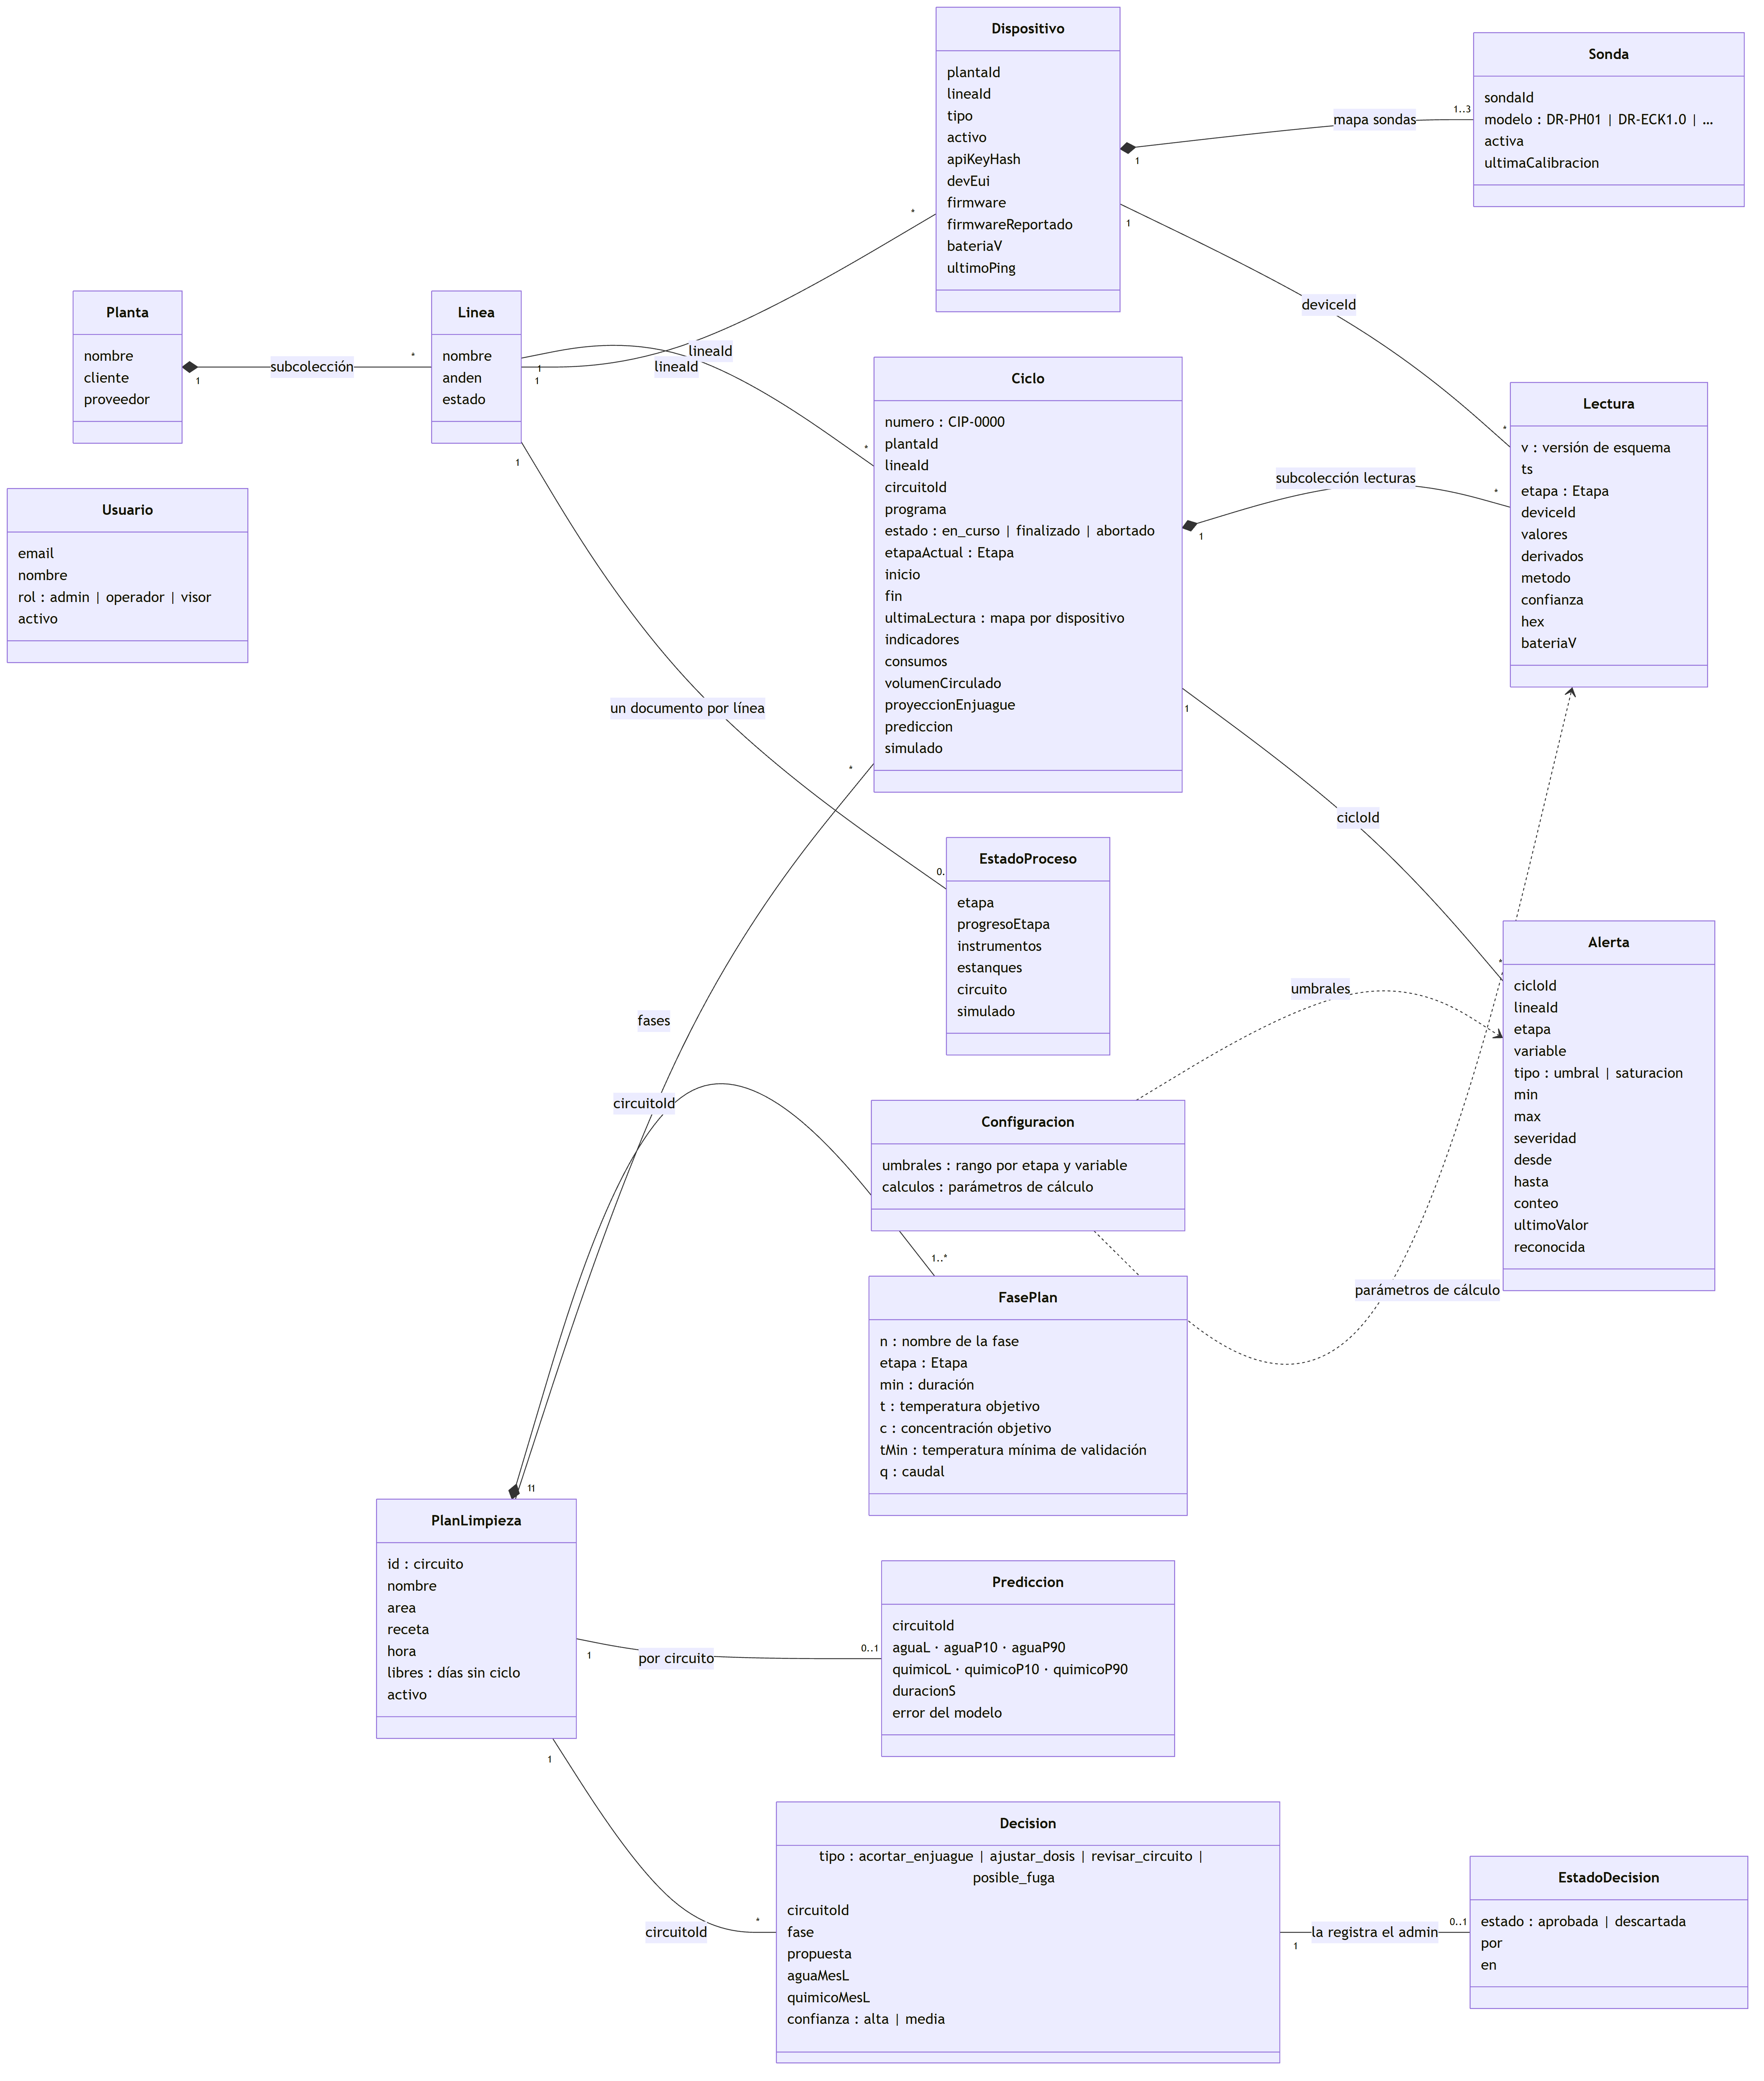 Dispositivo
plantaId
lineaId
tipo
activo
apiKeyHash
devEui
firmware
firmwareReportado
bateriaV
ultimoPing
1
1
mapa sondas
1..3
Sonda
sondaId
modelo : DR-PH01 | DR-ECK1.0 | ...
activa
ultimaCalibracion
Planta
nombre
cliente
proveedor
1
subcolección
*
Linea
nombre
anden
estado
1
1
1
lineaId
lineaId
*
*
Usuario
email
nombre
rol : admin | operador | visor
activo
Ciclo
numero : CIP-0000
plantaId
lineaId
circuitoId
programa
estado : en_curso | finalizado | abortado
etapaActual : Etapa
inicio
fin
ultimaLectura : mapa por dispositivo
indicadores
consumos
volumenCirculado
proyeccionEnjuague
prediccion
simulado
deviceId
*
subcolección lecturas
1
*
Lectura
v : versión de esquema
ts
etapa : Etapa
deviceId
valores
derivados
metodo
confianza
hex
bateriaV
1
cicloId
*
un documento por línea
*
0..
EstadoProceso
etapa
progresoEtapa
instrumentos
estanques
circuito
simulado
fases
circuitoId
umbrales
Configuracion
umbrales : rango por etapa y variable
calculos : parámetros de cálculo
1..*
parámetros de cálculo
Alerta
cicloId
lineaId
etapa
variable
tipo : umbral | saturacion
min
max
severidad
desde
hasta
conteo
ultimoValor
reconocida
FasePlan
n : nombre de la fase
etapa : Etapa
min : duración
t : temperatura objetivo
c : concentración objetivo
tMin : temperatura mínima de validación
q : caudal
1
1
PlanLimpieza
id : circuito
nombre
area
receta
hora
libres : días sin ciclo
activo
1
por circuito
0..1
Prediccion
circuitoId
aguaL · aguaP10 · aguaP90
quimicoL · quimicoP10 · quimicoP90
duracionS
error del modelo
1
circuitoId
*
Decision
tipo : acortar_enjuague | ajustar_dosis | revisar_circuito |
posible_fuga
circuitoId
fase
propuesta
aguaMesL
quimicoMesL
confianza : alta | media
1
la registra el admin
0..1
EstadoDecision
estado : aprobada | descartada
por
en